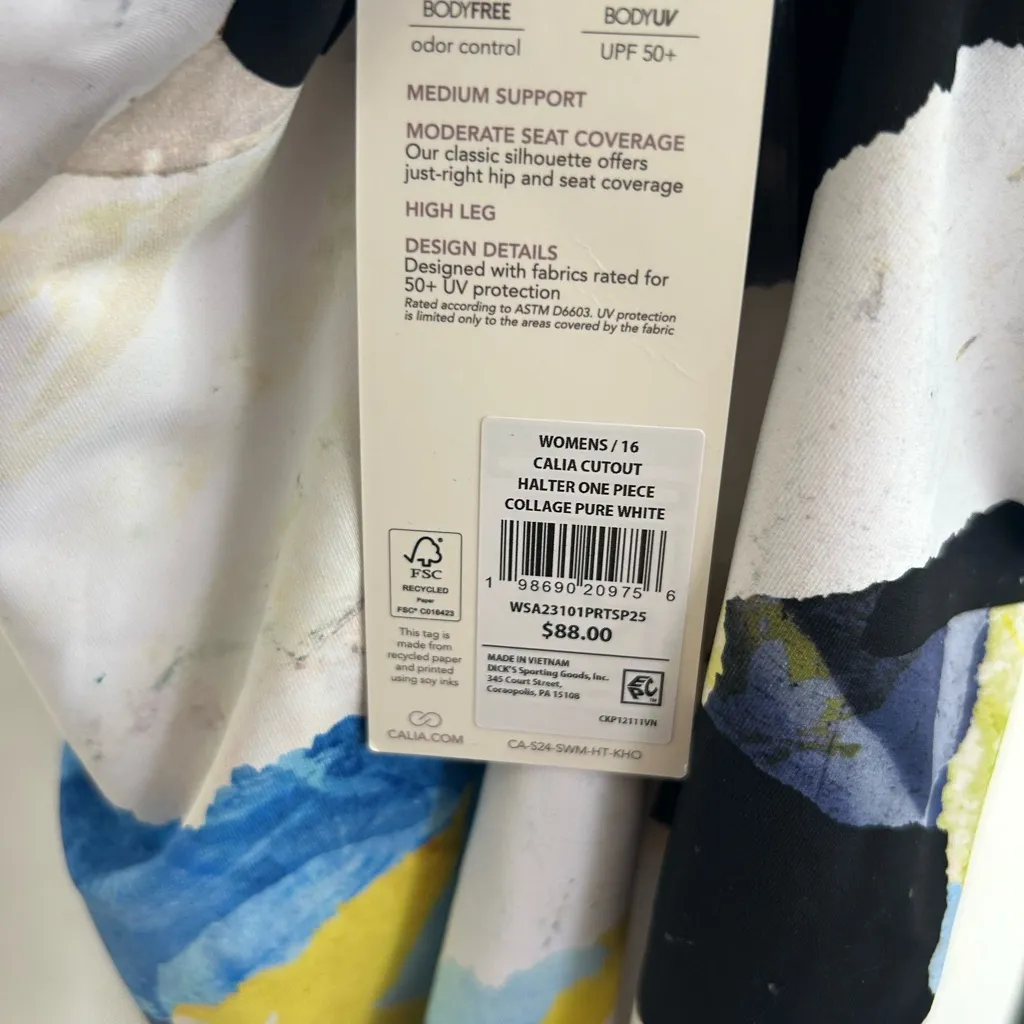 BODYFREE
odor control
BODYUV
UPF 50+
MEDIUM SUPPORT
MODERATE SEAT COVERAGE
Our classic silhouette offers
just-right hip and seat coverage
HIGH LEG
DESIGN DETAILS
Designed with fabrics rated for
50+ UV protection
Rated according to ASTM D6603. UV protection
is limited only to the areas covered by the fabric
WOMENS / 16
CALIA CUTOUT
HALTER ONE PIECE
COLLAGE PURE WHITE
1 98690 20975 6
WSA23101PRTSP25
$88.00
MADE IN VIETNAM
DICK'S Sporting Goods, Inc.
345 Court Street,
Coraopolis, PA 15108
EPC™
CKP12111VN
FSC
RECYCLED
Paper
FSC® C016423
This tag is
made from
recycled paper
and printed
using soy inks
CALIA.COM
CA-S24-SWM-HT-KHO